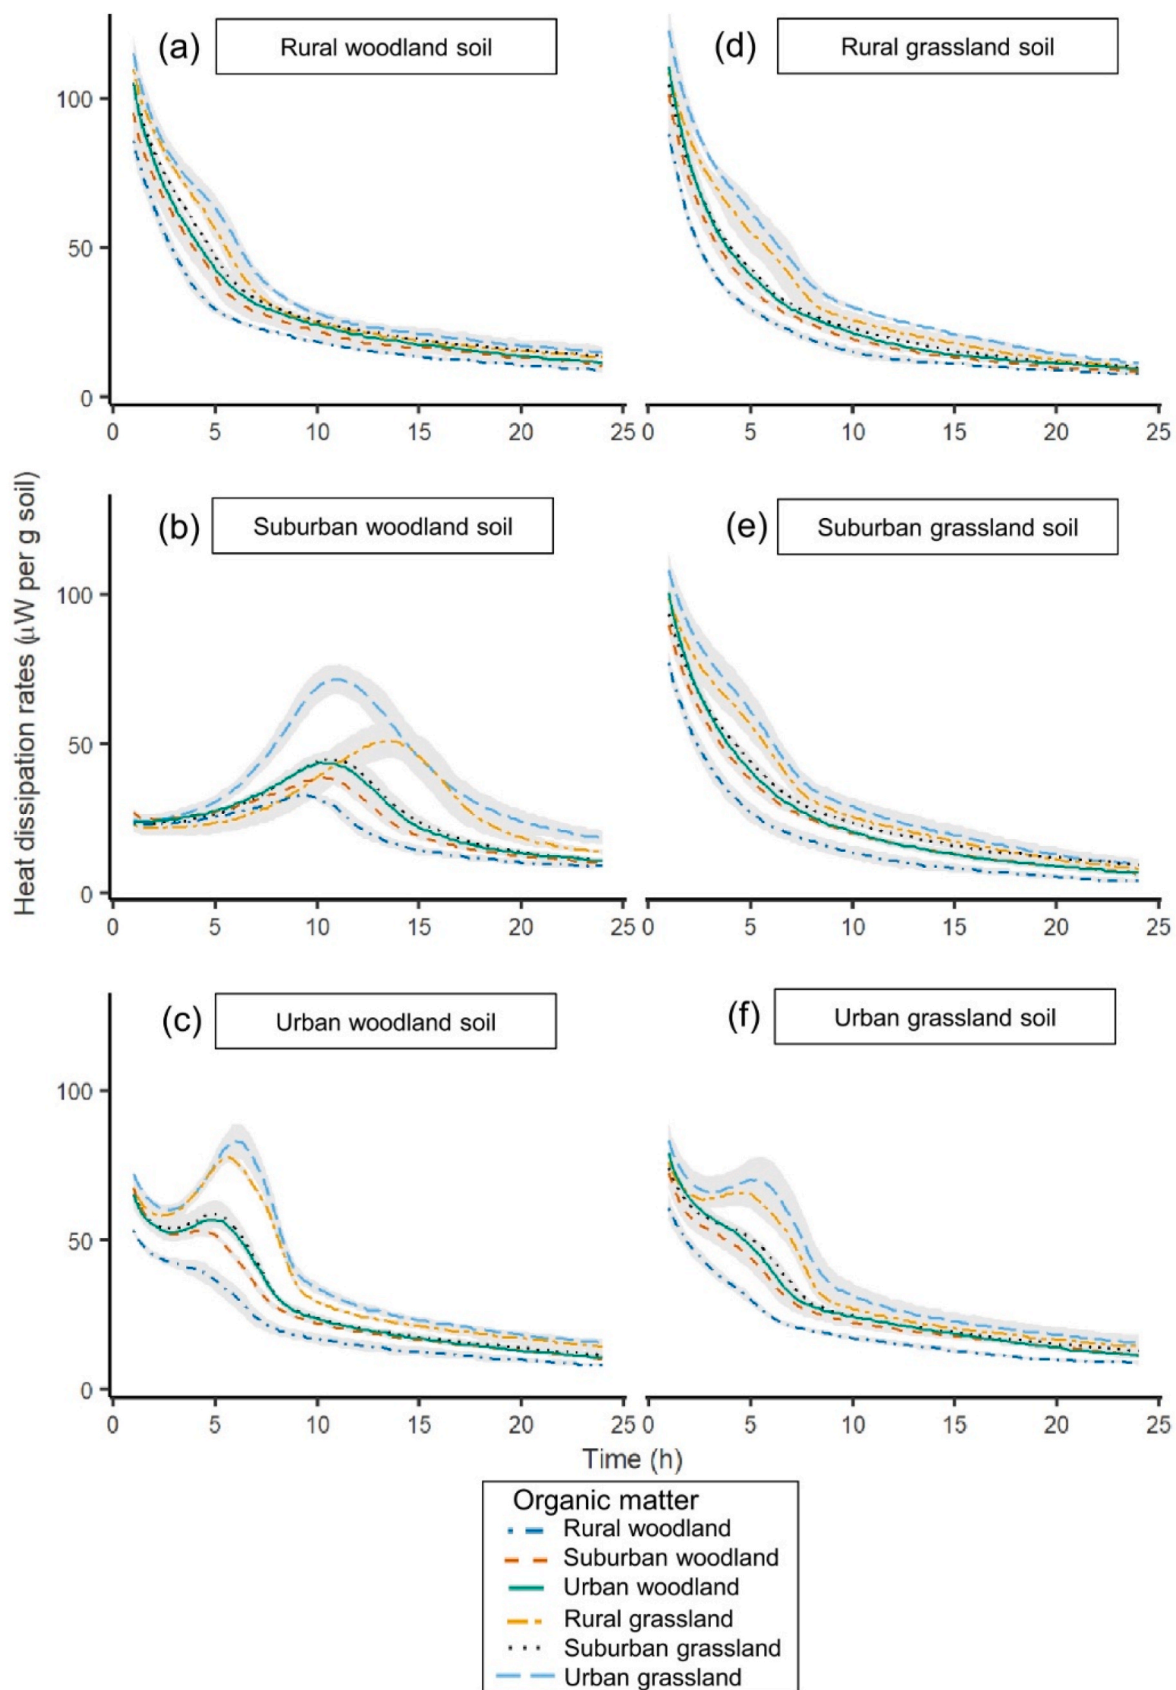 (a) Rural woodland soil
(d) Rural grassland soil
100
50
0
0 5 10 15 20 25
0 5 10 15 20 25
(b) Suburban woodland soil
(e) Suburban grassland soil
100
50
0
0 5 10 15 20 25
0 5 10 15 20 25
(c) Urban woodland soil
(f) Urban grassland soil
100
50
0
0 5 10 15 20 25
0 5 10 15 20 25
Heat dissipation rates (μW per g soil)
Time (h)
Organic matter
Rural woodland
Suburban woodland
Urban woodland
Rural grassland
Suburban grassland
Urban grassland